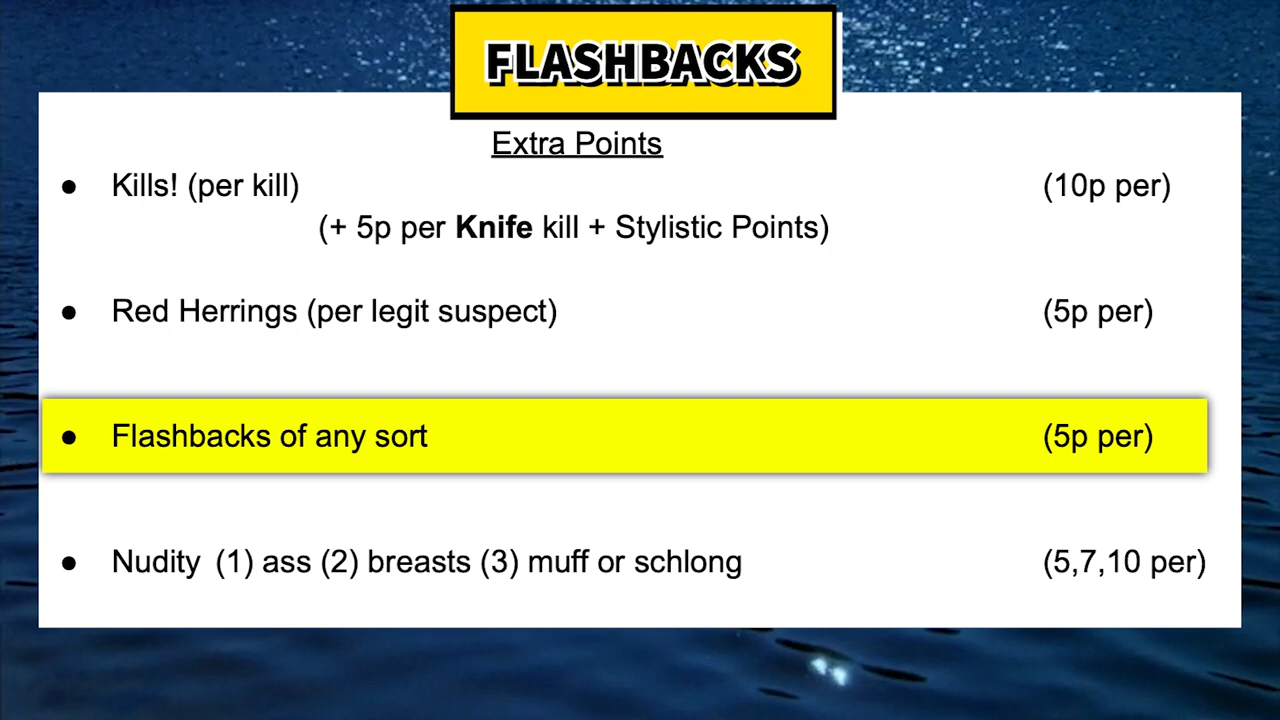 FLASHBACKS
Extra Points
● Kills! (per kill) (10p per)
(+ 5p per Knife kill + Stylistic Points)
● Red Herrings (per legit suspect) (5p per)
● Flashbacks of any sort (5p per)
● Nudity (1) ass (2) breasts (3) muff or schlong (5,7,10 per)